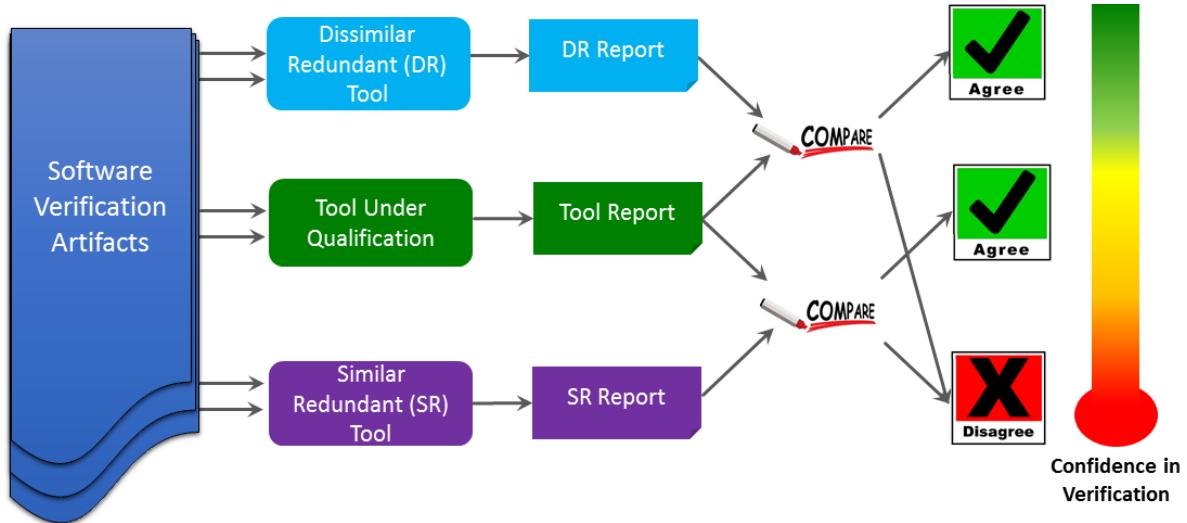 Software
Verification
Artifacts
Dissimilar
Redundant (DR)
Tool
DR Report
COMPARE
Agree
Tool Under
Qualification
Tool Report
Agree
COMPARE
Similar
Redundant (SR)
Tool
SR Report
Disagree
Confidence in
Verification